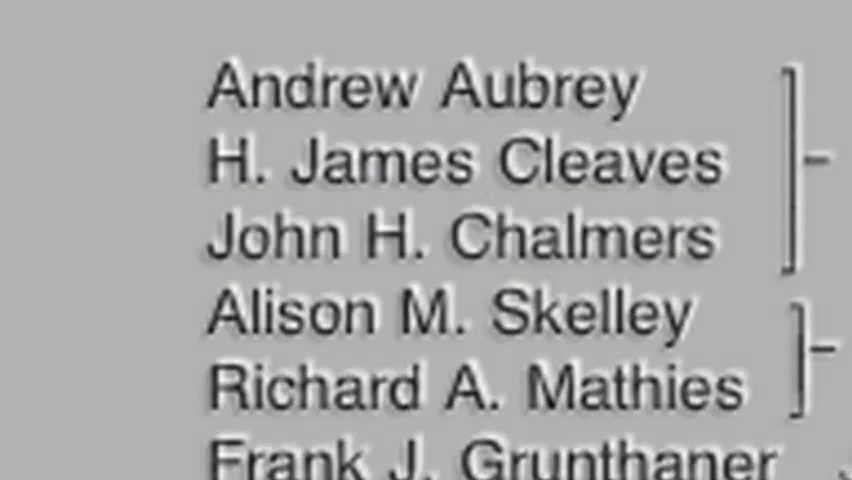 Andrew Aubrey
H. James Cleaves
John H. Chalmers
Alison M. Skelley
Richard A. Mathies
Frank J. Grunthaner